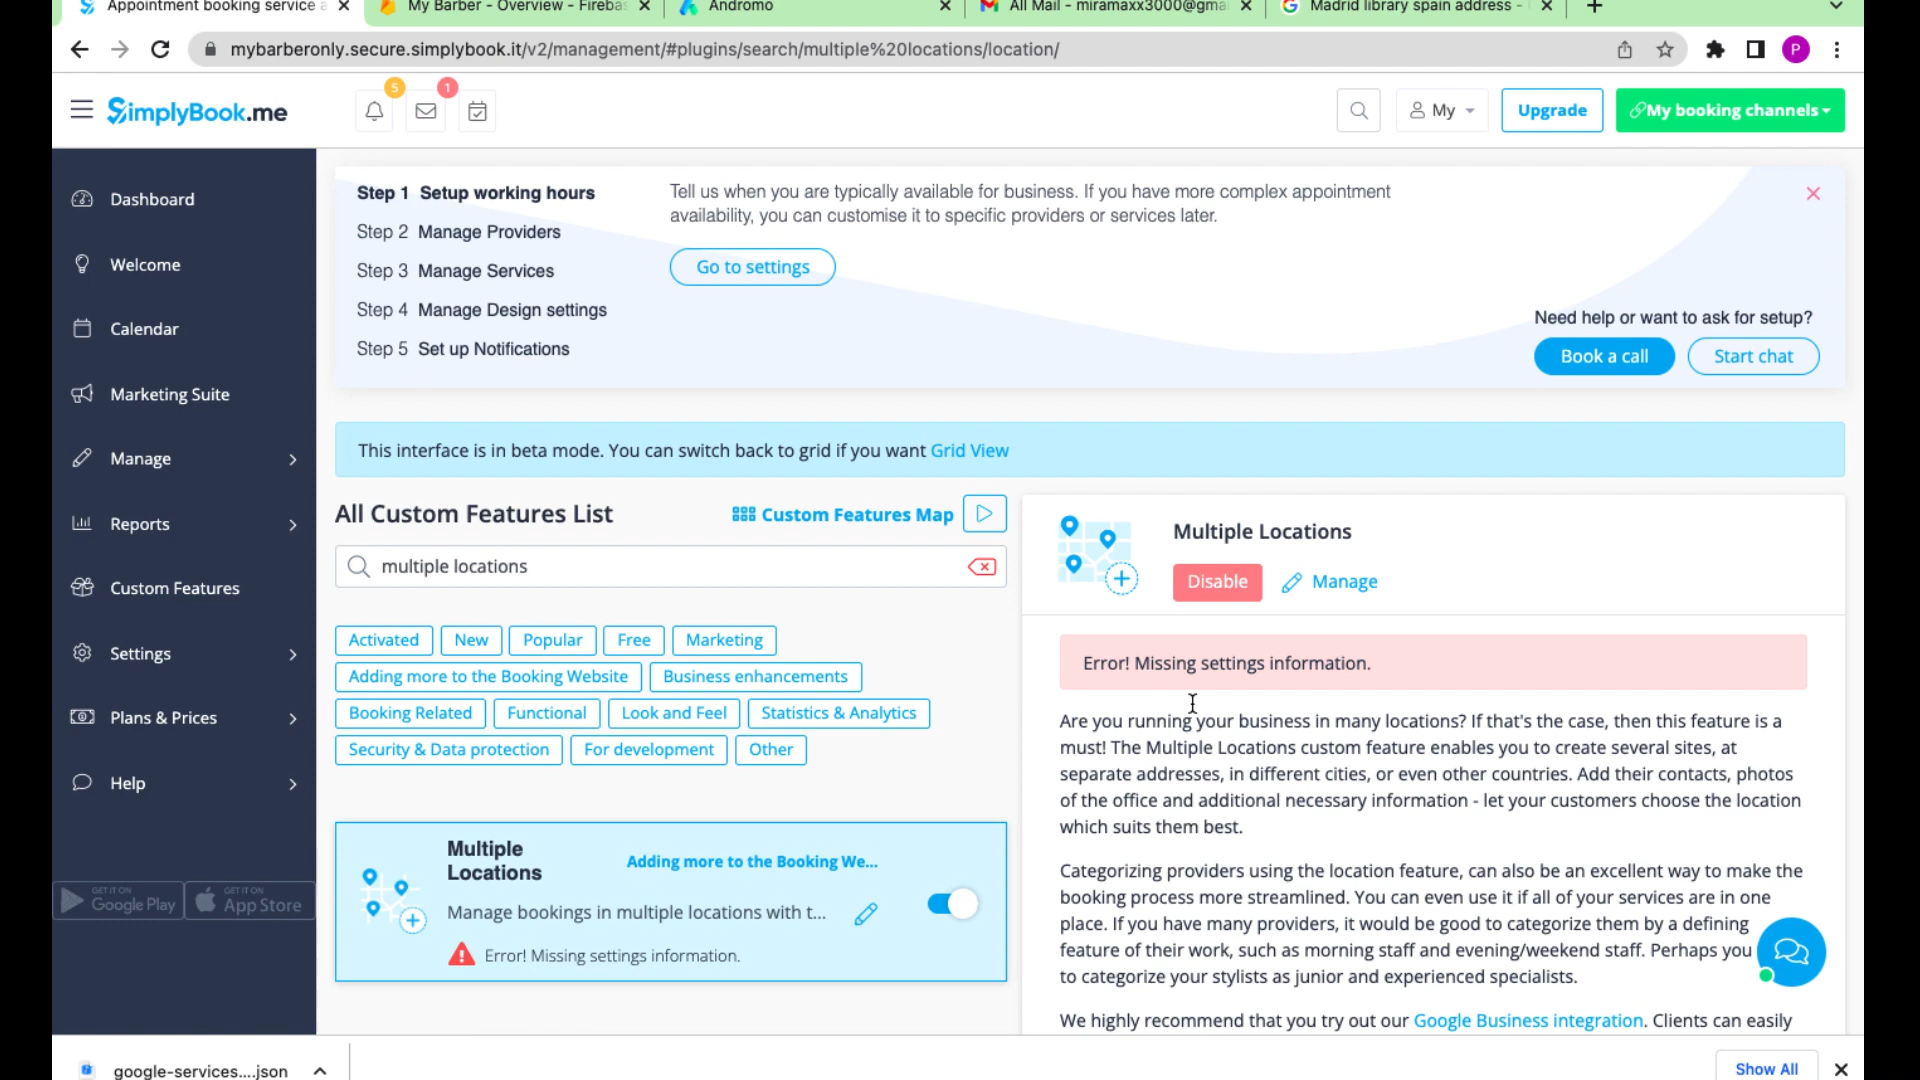 Appointment booking service a
My Barber - Overview - Firebas
Andromo
All Mail - miramaxx3000@gmai
Madrid library spain address -
mybarberonly.secure.simplybook.it/v2/management/#plugins/search/multiple%20locations/location/
P
SimplyBook.me
5
1
My
Upgrade
My booking channels
Dashboard
Welcome
Calendar
Marketing Suite
Manage
Reports
Custom Features
Settings
Plans & Prices
Help
GET IT ON
Google Play
GET IT ON
App Store
Step 1 Setup working hours
Step 2 Manage Providers
Step 3 Manage Services
Step 4 Manage Design settings
Step 5 Set up Notifications
Tell us when you are typically available for business. If you have more complex appointment
availability, you can customise it to specific providers or services later.
Go to settings
Need help or want to ask for setup?
Book a call
Start chat
This interface is in beta mode. You can switch back to grid if you want Grid View
All Custom Features List
Custom Features Map
multiple locations
Activated New Popular Free Marketing
Adding more to the Booking Website Business enhancements
Booking Related Functional Look and Feel Statistics & Analytics
Security & Data protection For development Other
Multiple
Locations
Adding more to the Booking We...
Manage bookings in multiple locations with t...
Error! Missing settings information.
Multiple Locations
Disable
Manage
Error! Missing settings information.
Are you running your business in many locations? If that's the case, then this feature is a
must! The Multiple Locations custom feature enables you to create several sites, at
separate addresses, in different cities, or even other countries. Add their contacts, photos
of the office and additional necessary information - let your customers choose the location
which suits them best.
Categorizing providers using the location feature, can also be an excellent way to make the
booking process more streamlined. You can even use it if all of your services are in one
place. If you have many providers, it would be good to categorize them by a defining
feature of their work, such as morning staff and evening/weekend staff. Perhaps you
to categorize your stylists as junior and experienced specialists.
We highly recommend that you try out our Google Business integration. Clients can easily
google-services....json
Show All